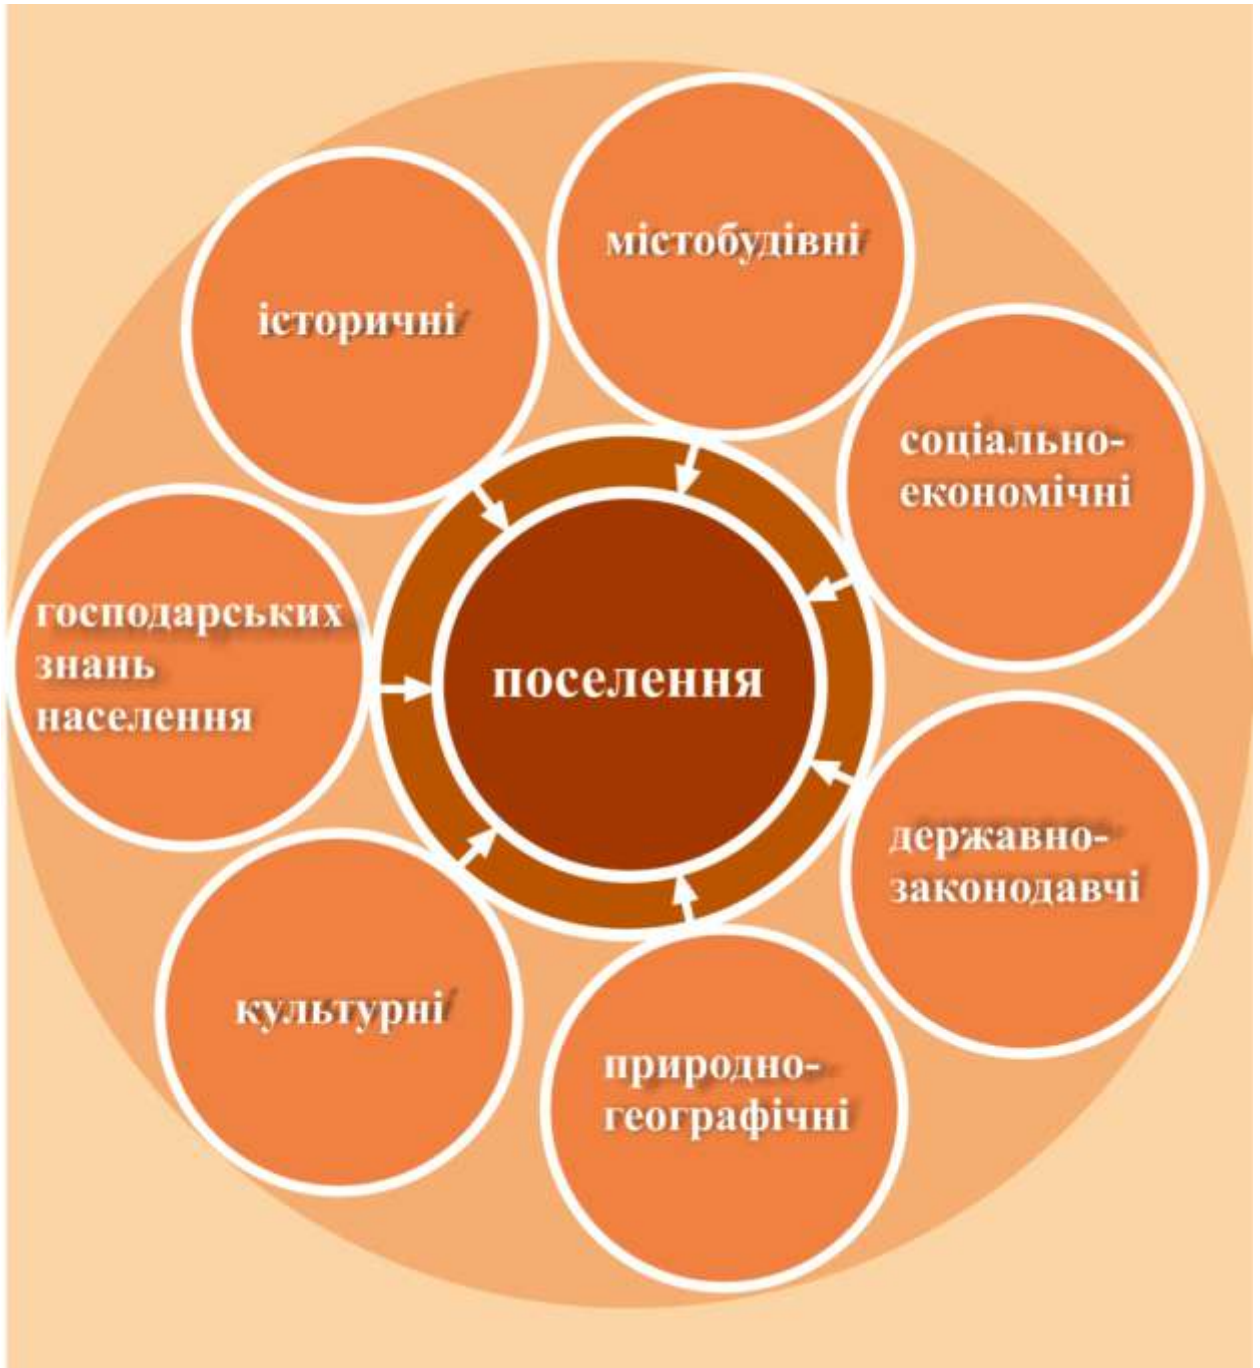 містобудівні
історичні
соціально-
економічні
господарських
знань
населення
поселення
державно-
законодавчі
культурні
природно-
географічні